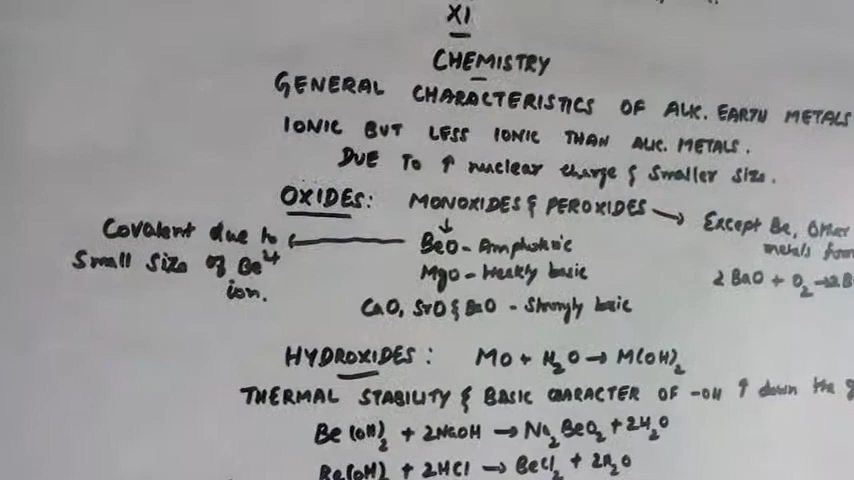 XI
CHEMISTRY
GENERAL CHARACTERISTICS OF ALK. EARTH METALS
IONIC BUT LESS IONIC THAN ALK. METALS.
DUE TO ↑ nuclear charge & smaller size.
OXIDES: MONOXIDES & PEROXIDES → Except Be, other
metals form
Covalent due to ← BeO - Amphoteric
Small size of Be²⁺
ion.
MgO - Weakly basic
2 BaO + O₂ → 2B
CaO, SrO & BaO - Strongly basic
HYDROXIDES: MO + H₂O → M(OH)₂
THERMAL STABILITY & BASIC CHARACTER OF -OH ↑ down the g
Be(OH)₂ + 2NaOH → Na₂BeO₂ + 2H₂O
Be(OH)₂ + 2HCl → BeCl₂ + 2H₂O